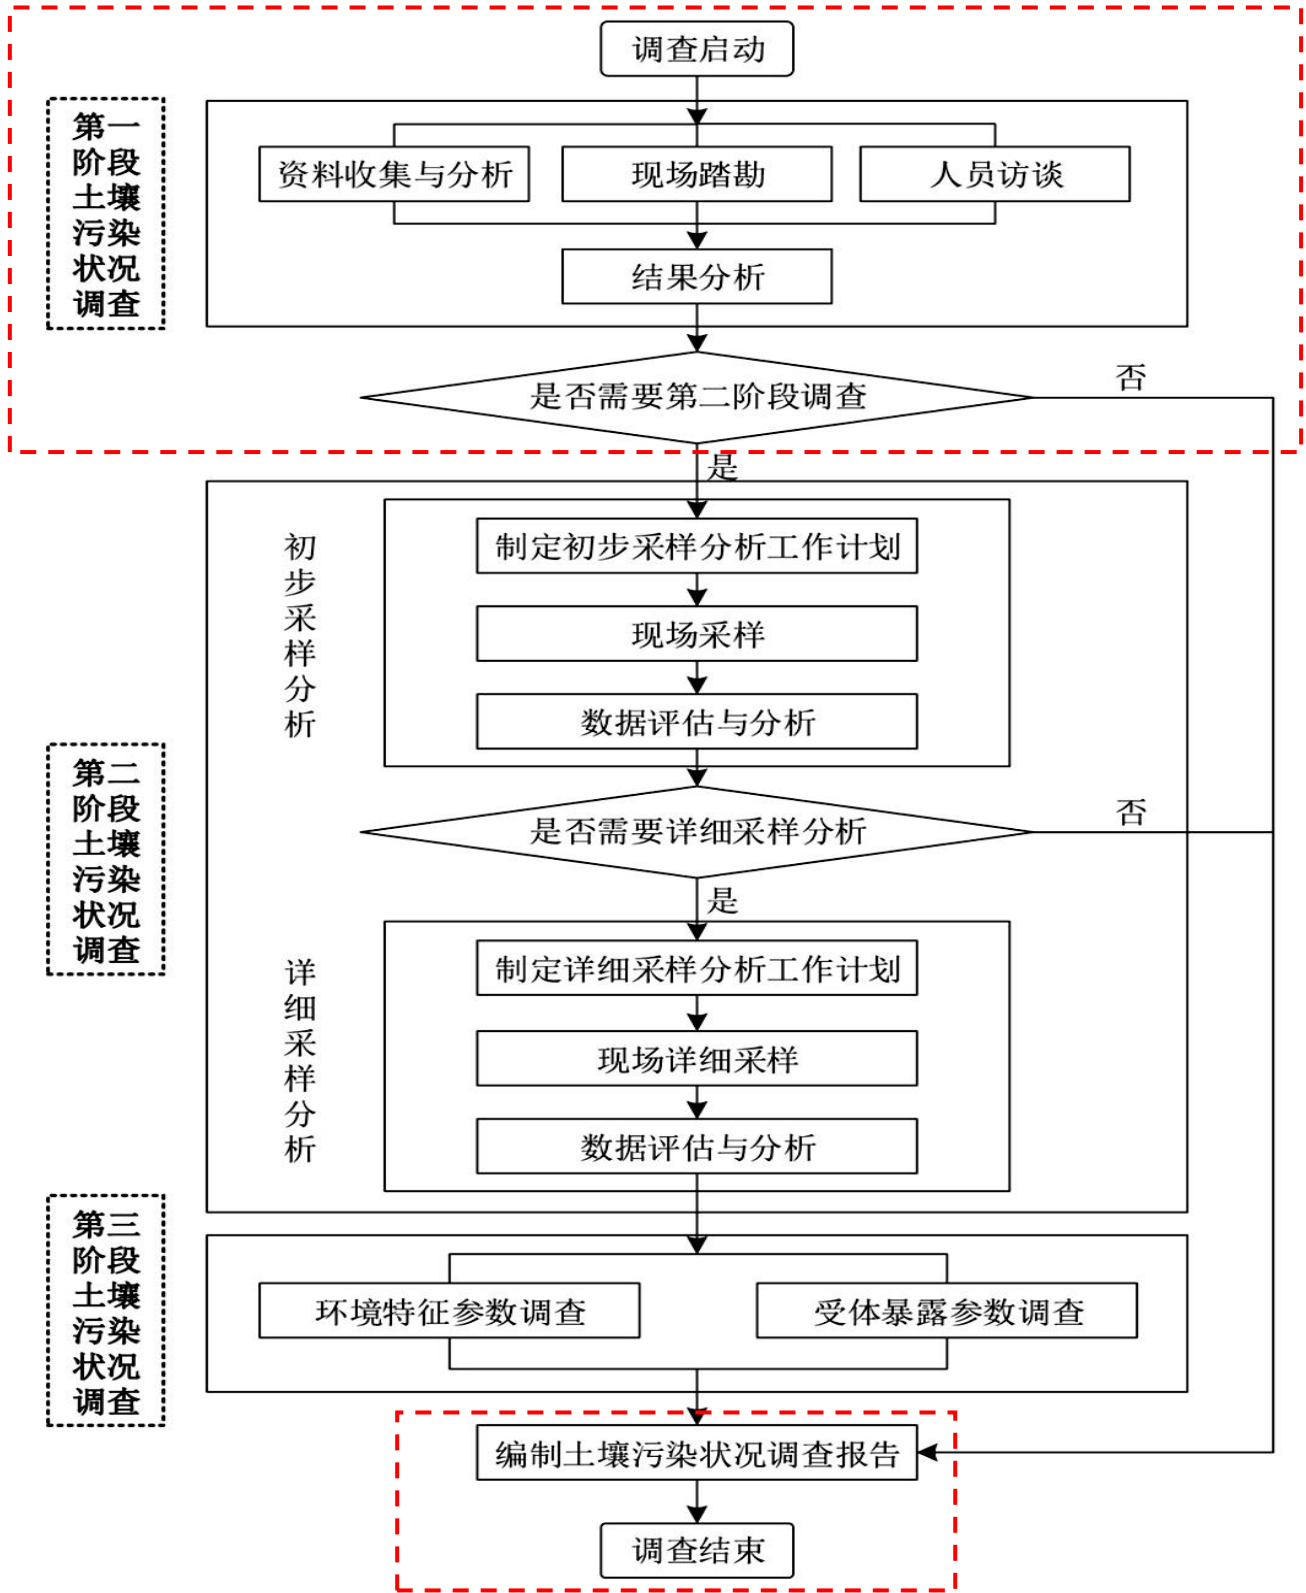 调查启动
第一
阶段
土壤
污染
状况
调查
资料收集与分析
现场踏勘
人员访谈
结果分析
是否需要第二阶段调查
否
是
初
步
采
样
分
析
制定初步采样分析工作计划
现场采样
数据评估与分析
第二
阶段
土壤
污染
状况
调查
是否需要详细采样分析
否
是
详
细
采
样
分
析
制定详细采样分析工作计划
现场详细采样
数据评估与分析
第三
阶段
土壤
污染
状况
调查
环境特征参数调查
受体暴露参数调查
编制土壤污染状况调查报告
调查结束